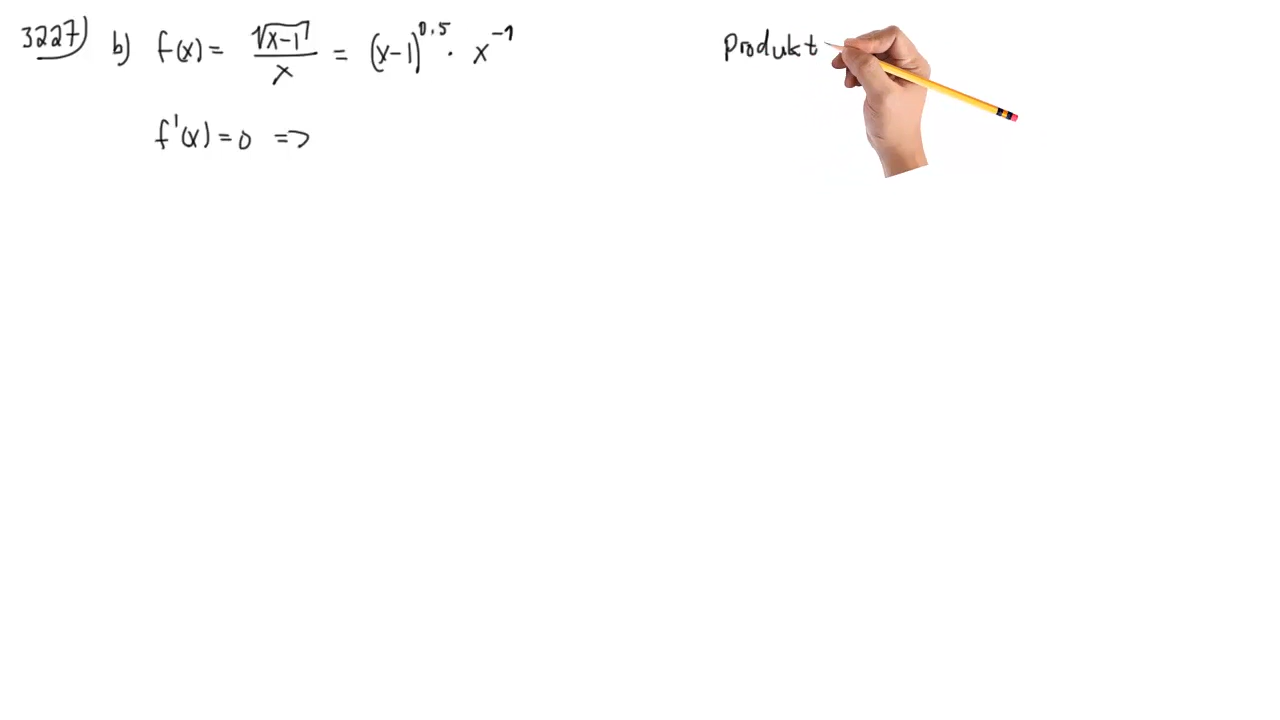 3227) b) f(x) = √(x-1)/x = (x-1)^0.5 · x^-1
Produkt
f'(x) = 0 =>